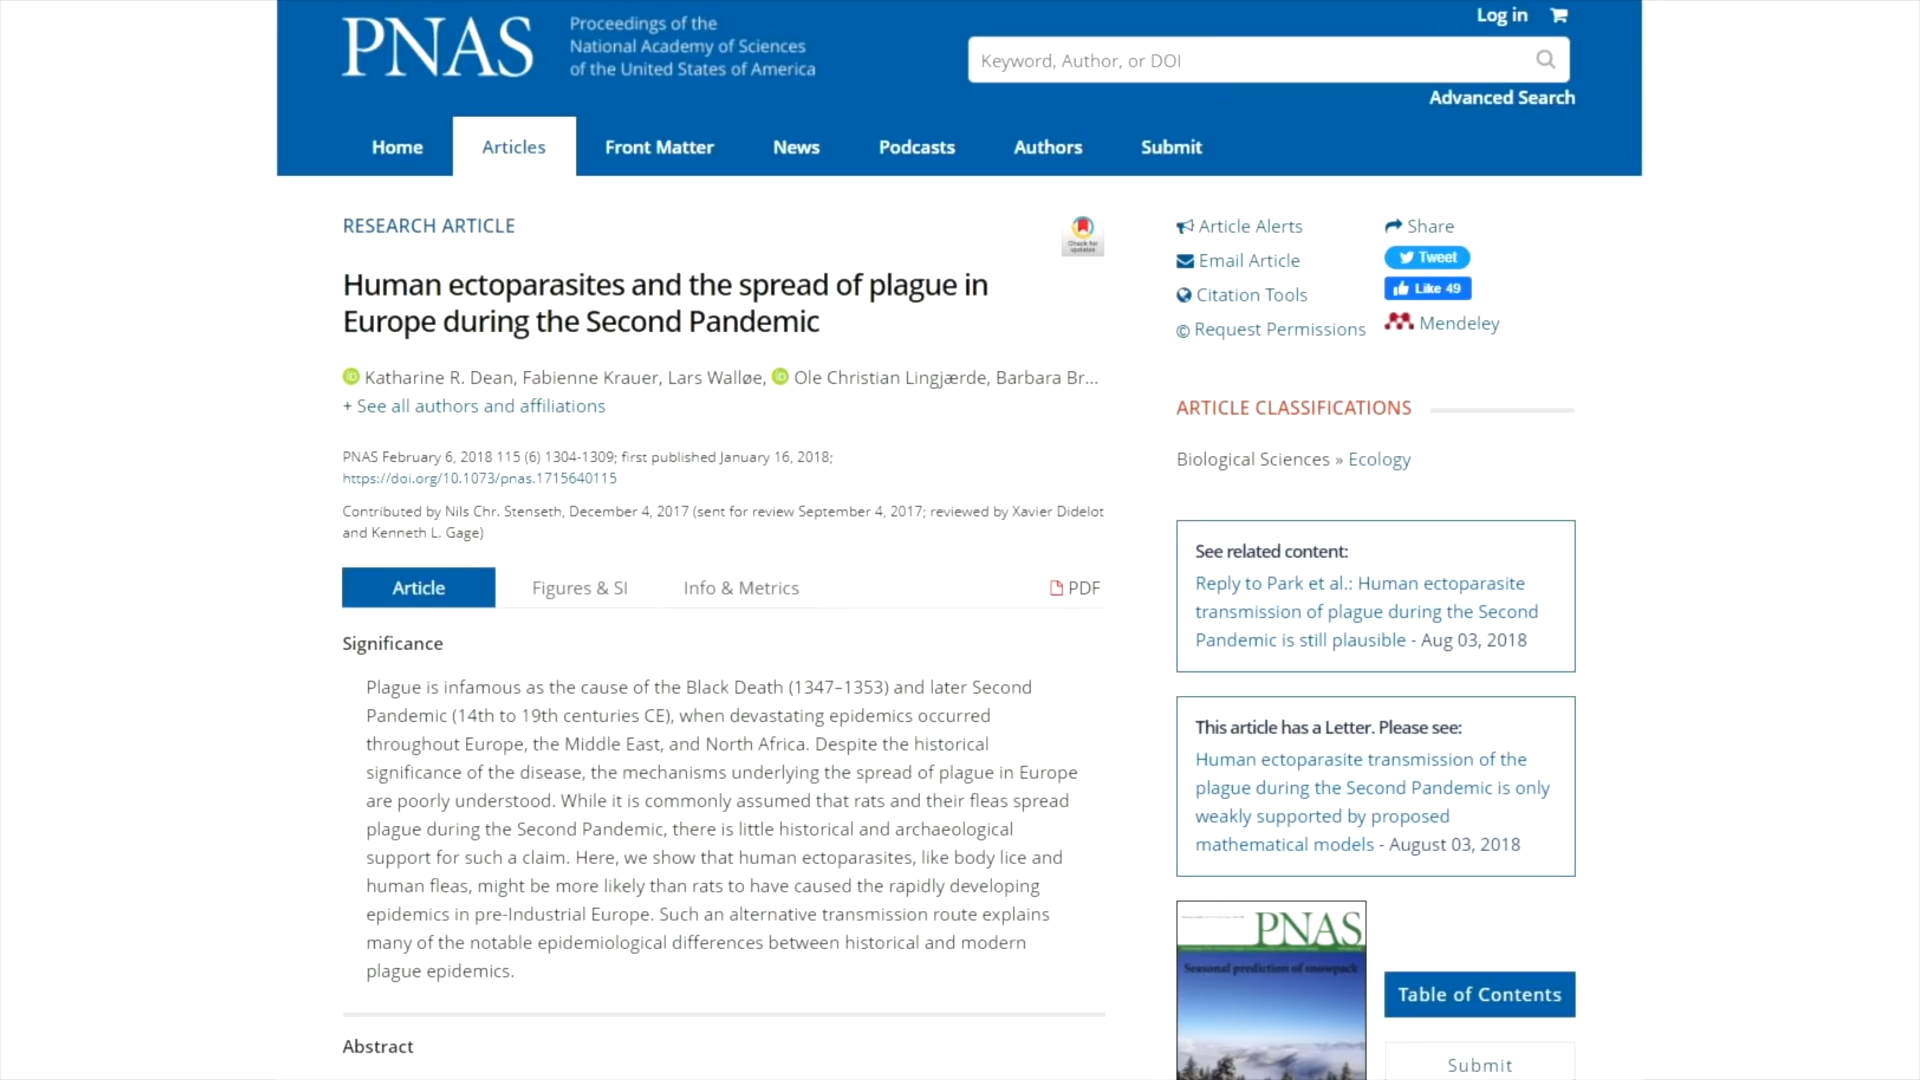 PNAS
Proceedings of the
National Academy of Sciences
of the United States of America
Log in
Keyword, Author, or DOI
Advanced Search
Home
Articles
Front Matter
News
Podcasts
Authors
Submit
RESEARCH ARTICLE
Check for
updates
Human ectoparasites and the spread of plague in
Europe during the Second Pandemic
iD Katharine R. Dean, Fabienne Krauer, Lars Walløe, iD Ole Christian Lingjærde, Barbara Br...
+ See all authors and affiliations
PNAS February 6, 2018 115 (6) 1304-1309; first published January 16, 2018;
https://doi.org/10.1073/pnas.1715640115
Contributed by Nils Chr. Stenseth, December 4, 2017 (sent for review September 4, 2017; reviewed by Xavier Didelot
and Kenneth L. Gage)
Article
Figures & SI
Info & Metrics
PDF
Significance
Plague is infamous as the cause of the Black Death (1347–1353) and later Second
Pandemic (14th to 19th centuries CE), when devastating epidemics occurred
throughout Europe, the Middle East, and North Africa. Despite the historical
significance of the disease, the mechanisms underlying the spread of plague in Europe
are poorly understood. While it is commonly assumed that rats and their fleas spread
plague during the Second Pandemic, there is little historical and archaeological
support for such a claim. Here, we show that human ectoparasites, like body lice and
human fleas, might be more likely than rats to have caused the rapidly developing
epidemics in pre-Industrial Europe. Such an alternative transmission route explains
many of the notable epidemiological differences between historical and modern
plague epidemics.
Abstract
Article Alerts
Share
Email Article
Tweet
Citation Tools
Like 49
© Request Permissions
Mendeley
ARTICLE CLASSIFICATIONS
Biological Sciences » Ecology
See related content:
Reply to Park et al.: Human ectoparasite
transmission of plague during the Second
Pandemic is still plausible - Aug 03, 2018
This article has a Letter. Please see:
Human ectoparasite transmission of the
plague during the Second Pandemic is only
weakly supported by proposed
mathematical models - August 03, 2018
PNAS
Seasonal prediction of snowpack
Table of Contents
Submit